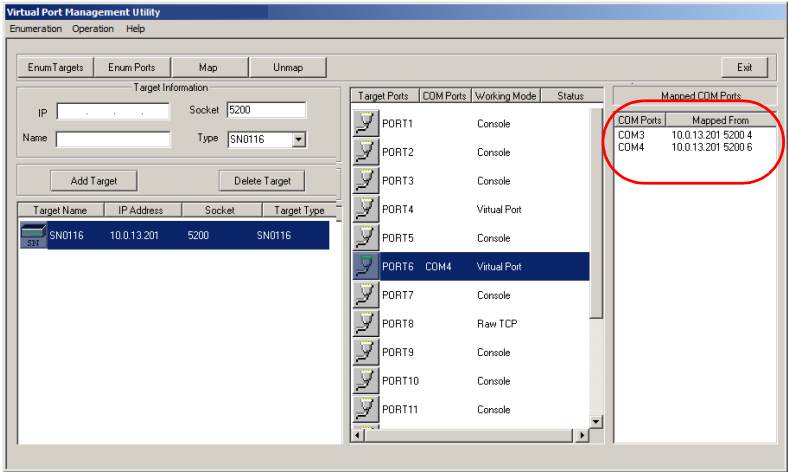 Virtual Port Management Utility
Enumeration Operation Help
EnumTargets Enum Ports Map Unmap Exit
Target Information
IP . . . Socket 5200
Name Type SN0116
Add Target Delete Target
Target Name IP Address Socket Target Type
SN SN0116 10.0.13.201 5200 SN0116
Target Ports COM Ports Working Mode Status
PORT1 Console
PORT2 Console
PORT3 Console
PORT4 Virtual Port
PORT5 Console
PORT6 COM4 Virtual Port
PORT7 Console
PORT8 Raw TCP
PORT9 Console
PORT10 Console
PORT11 Console
Mapped COM Ports
COM Ports Mapped From
COM3 10.0.13.201 5200 4
COM4 10.0.13.201 5200 6